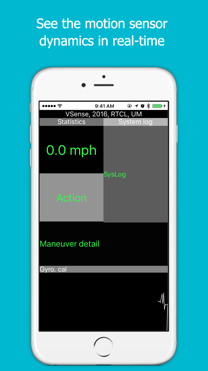 See the motion sensor
dynamics in real-time
9:41 AM
VSense, 2016, RTCL, UM
Statistics
System log
0.0 mph
SysLog
Action
Maneuver detail
Gyro. cal